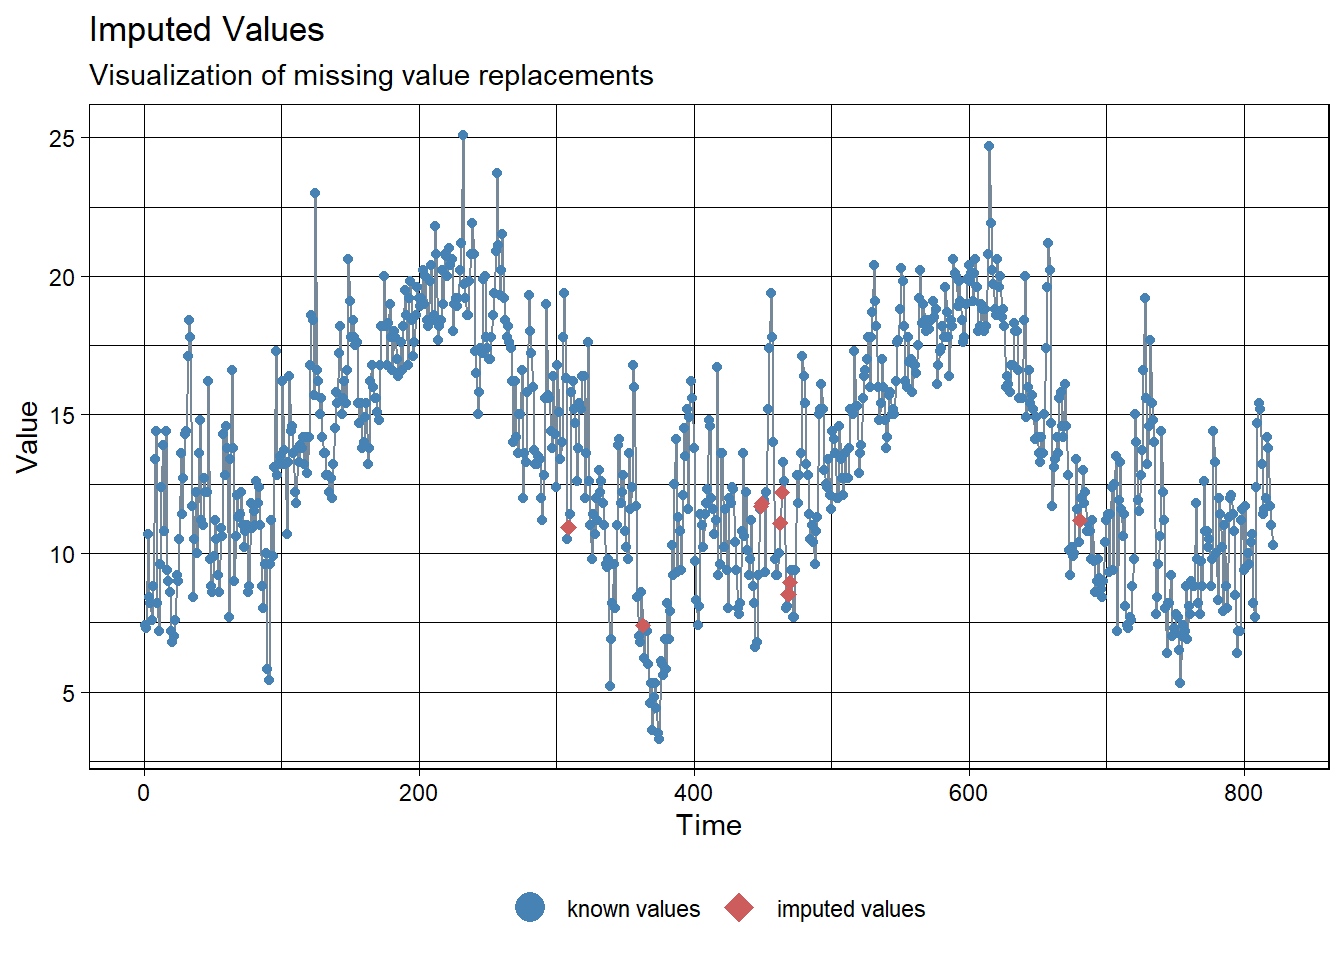 Imputed Values
Visualization of missing value replacements
25
20
15
10
5
Value
0 200 400 600 800
Time
known values imputed values